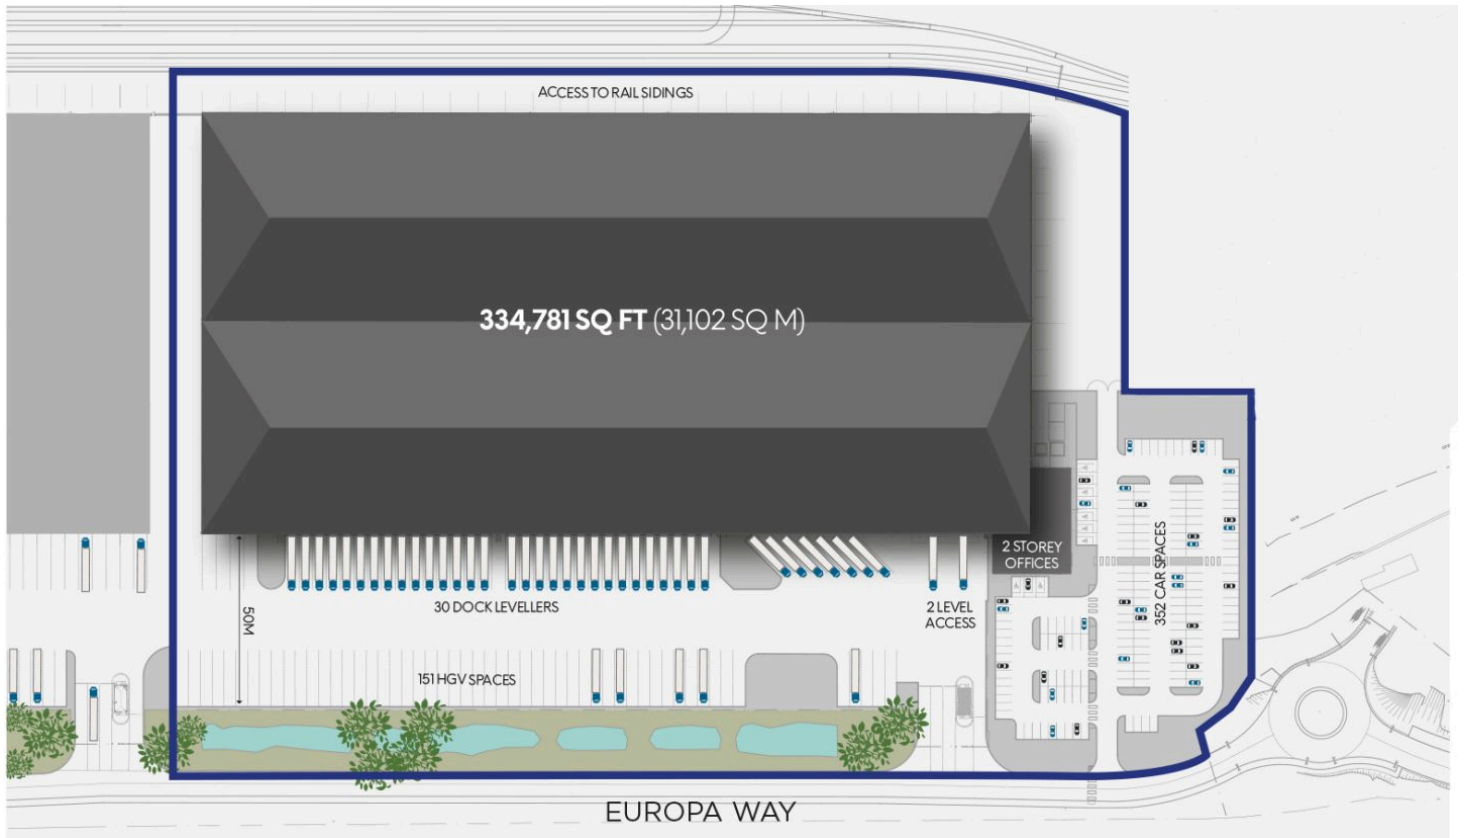 ACCESS TO RAIL SIDINGS
334,781 SQ FT (31,102 SQ M)
2 STOREY
OFFICES
352 CAR SPACES
30 DOCK LEVELLERS
2 LEVEL
ACCESS
50M
151 HGV SPACES
EUROPA WAY